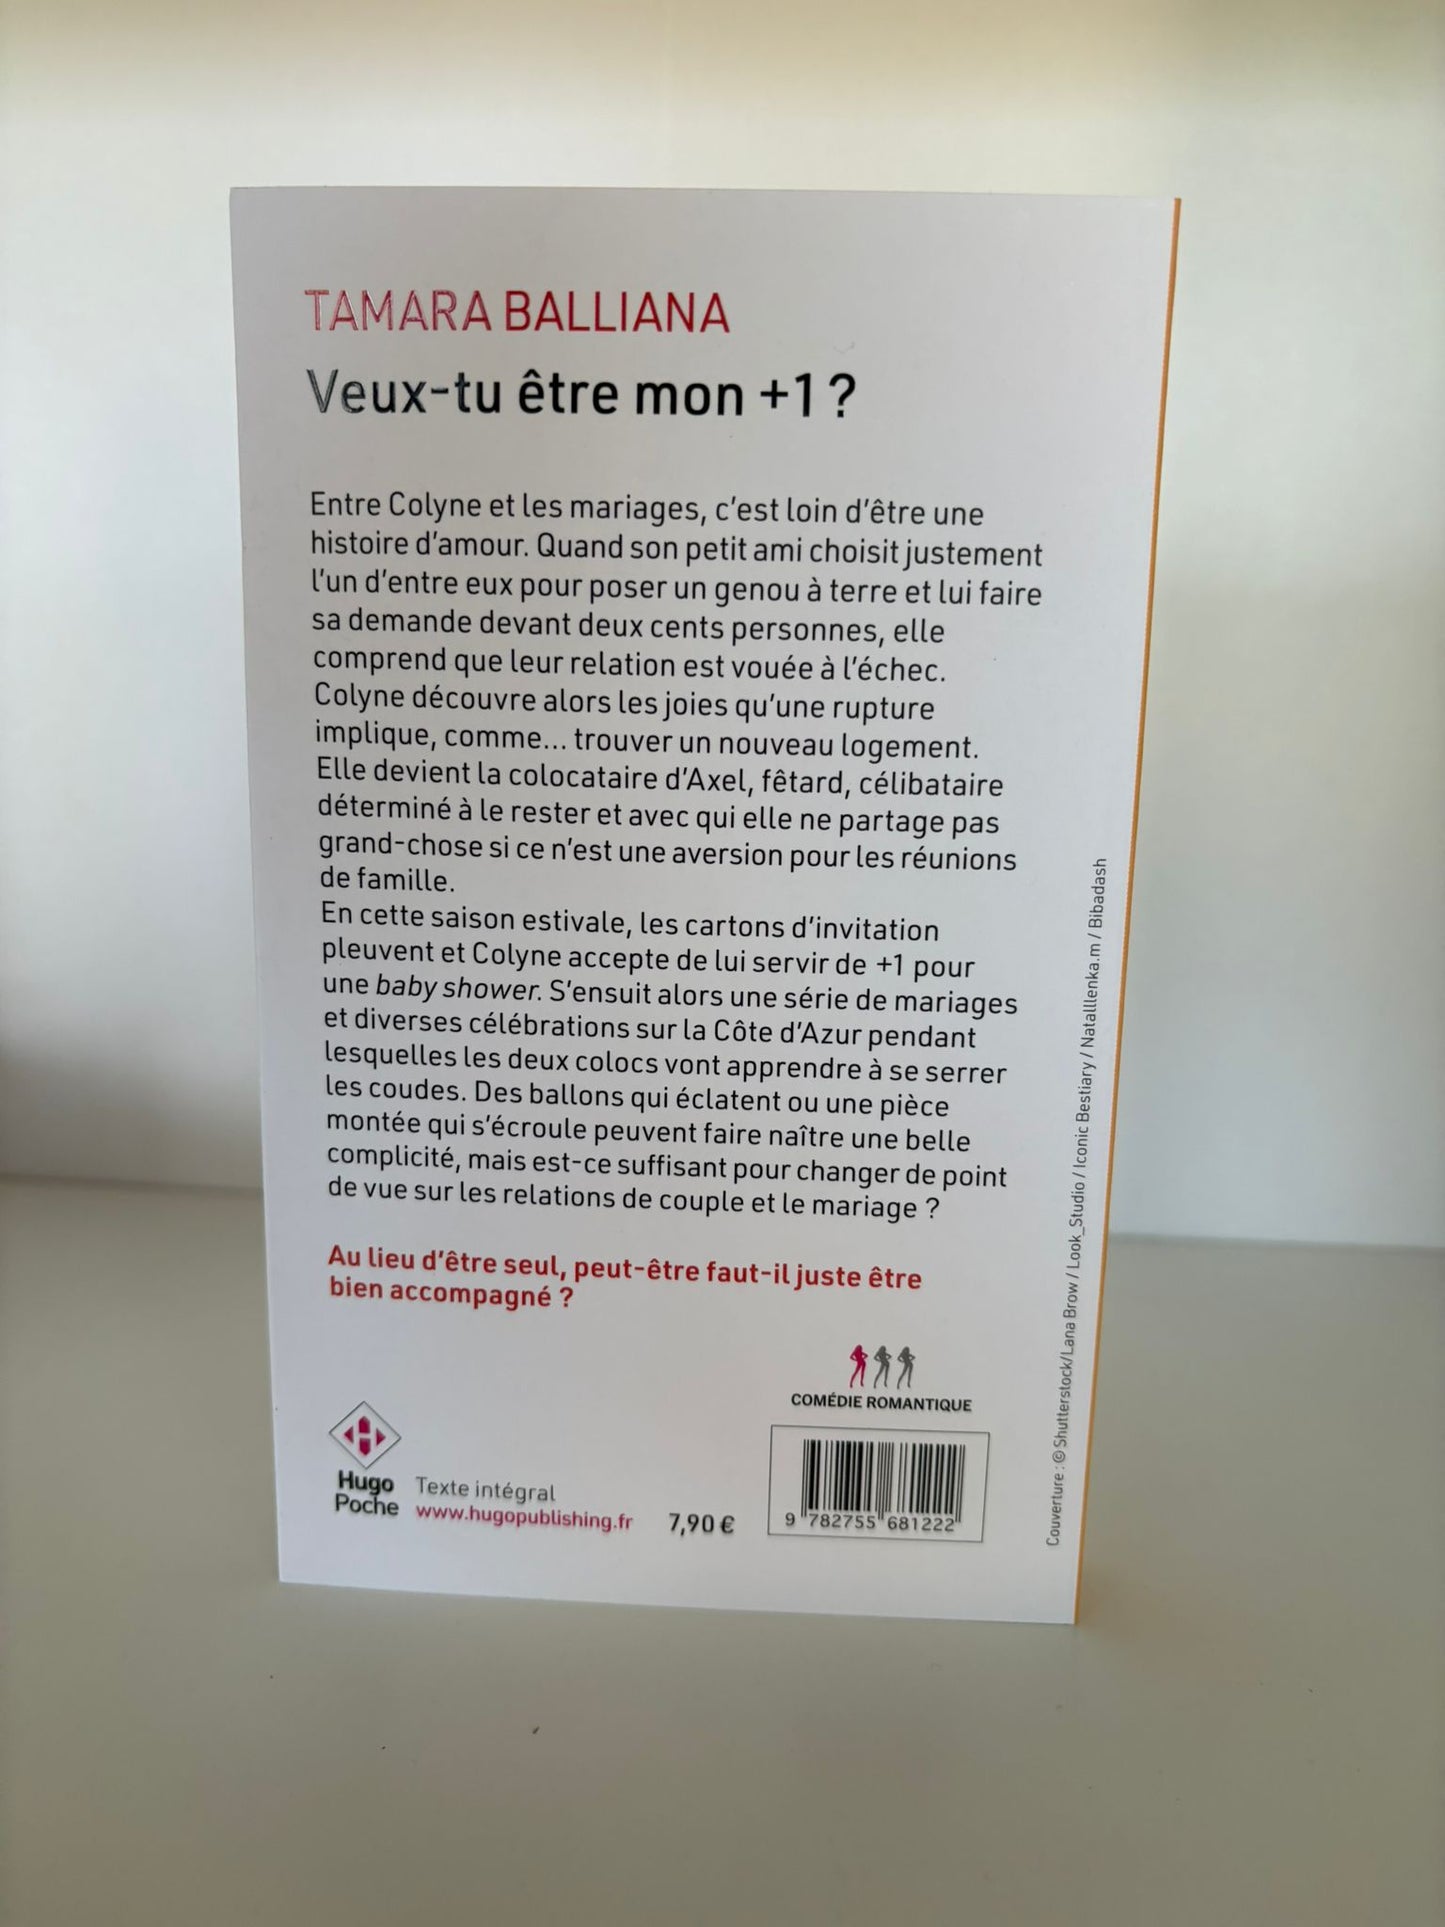 TAMARA BALLIANA
Veux-tu être mon +1 ?
Entre Colyne et les mariages, c’est loin d’être une
histoire d’amour. Quand son petit ami choisit justement
l’un d’entre eux pour poser un genou à terre et lui faire
sa demande devant deux cents personnes, elle
comprend que leur relation est vouée à l’échec.
Colyne découvre alors les joies qu’une rupture
implique, comme… trouver un nouveau logement.
Elle devient la colocataire d’Axel, fêtard, célibataire
déterminé à le rester et avec qui elle ne partage pas
grand-chose si ce n’est une aversion pour les réunions
de famille.
En cette saison estivale, les cartons d’invitation
pleuvent et Colyne accepte de lui servir de +1 pour
une baby shower. S’ensuit alors une série de mariages
et diverses célébrations sur la Côte d’Azur pendant
lesquelles les deux colocs vont apprendre à se serrer
les coudes. Des ballons qui éclatent ou une pièce
montée qui s’écroule peuvent faire naître une belle
complicité, mais est-ce suffisant pour changer de point
de vue sur les relations de couple et le mariage ?
Au lieu d’être seul, peut-être faut-il juste être
bien accompagné ?
COMÉDIE ROMANTIQUE
Hugo
Poche
Texte intégral
www.hugopublishing.fr
7,90 €
9 782755 681222
Couverture : © Shutterstock/Lana Brow / Look_Studio / Iconic Bestiary / Natalllenka.m / Bibadash